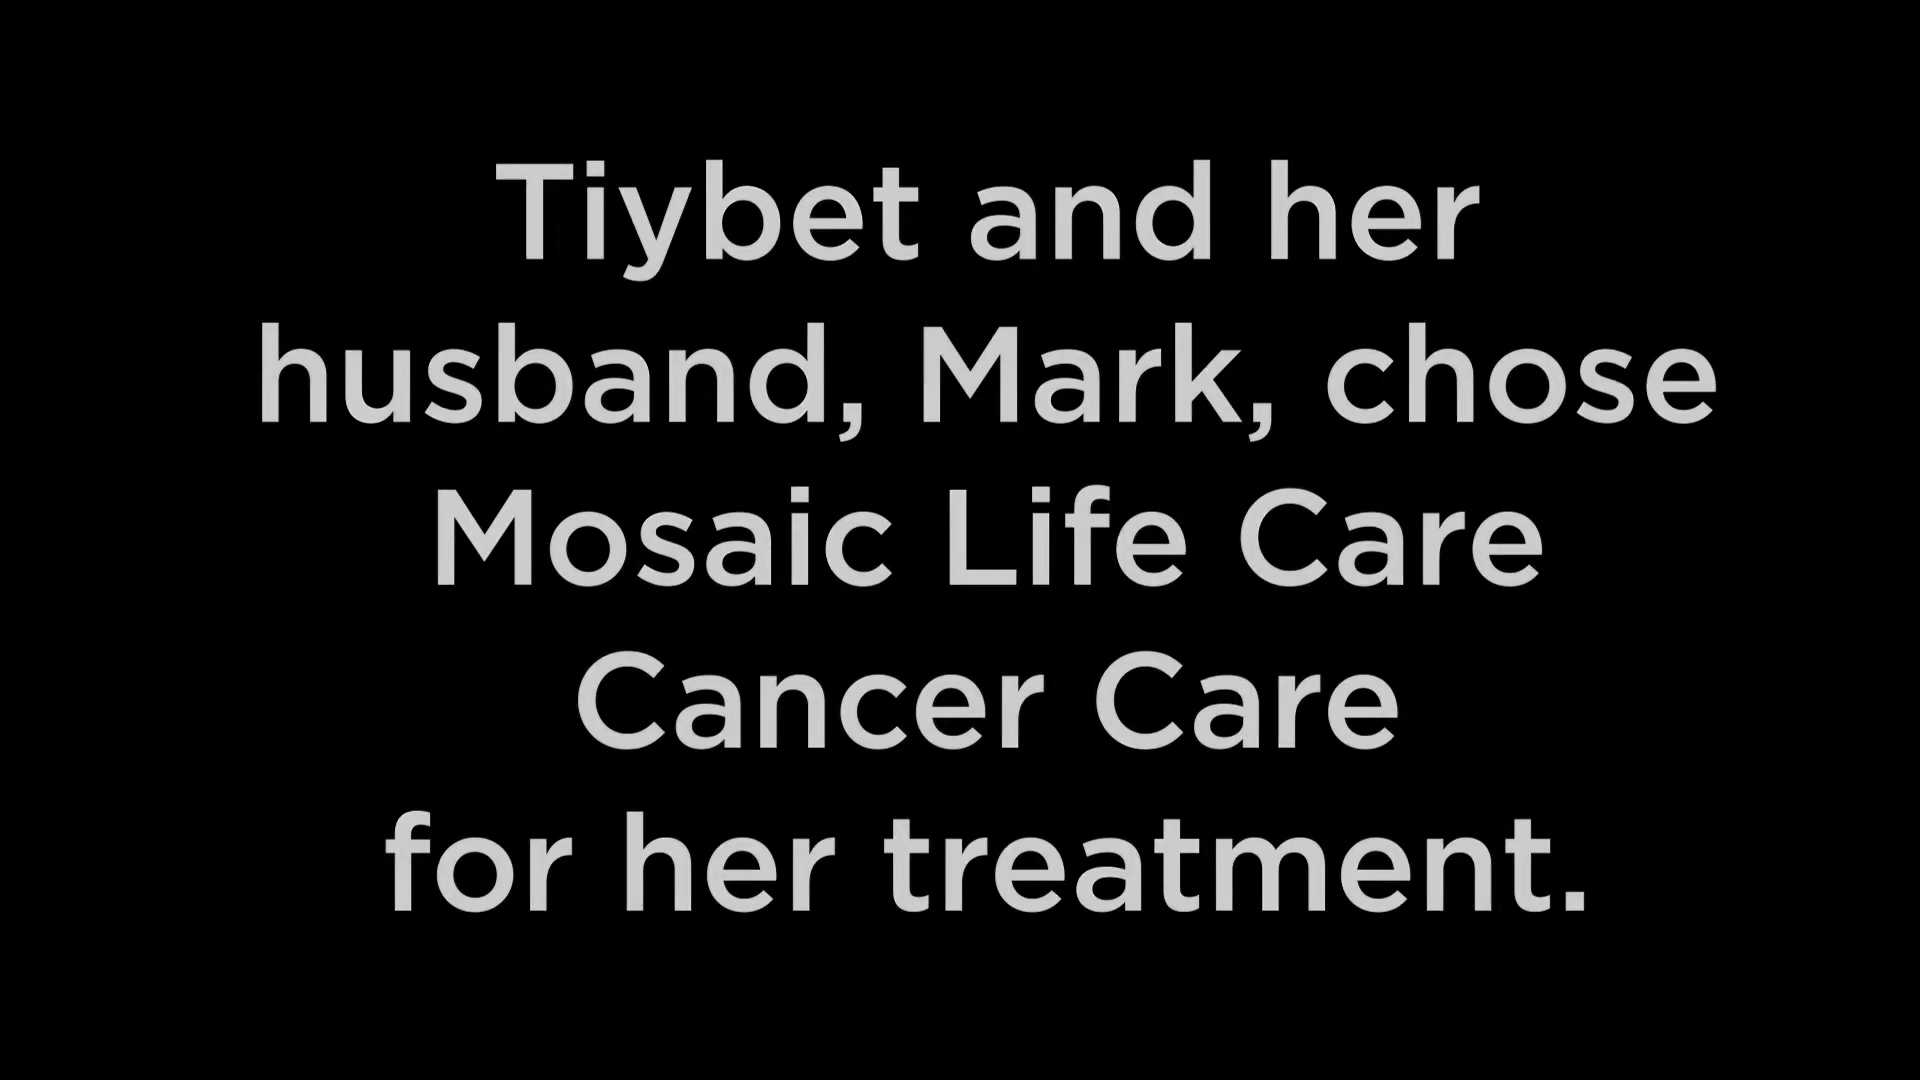 Tiybet and her
husband, Mark, chose
Mosaic Life Care
Cancer Care
for her treatment.